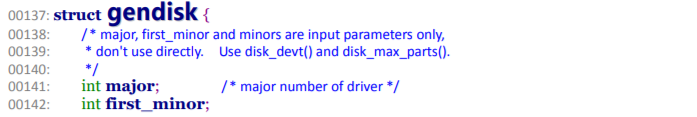 00137: struct gendisk {
00138: /* major, first_minor and minors are input parameters only,
00139: * don't use directly. Use disk_devt() and disk_max_parts().
00140: */
00141: int major; /* major number of driver */
00142: int first_minor;